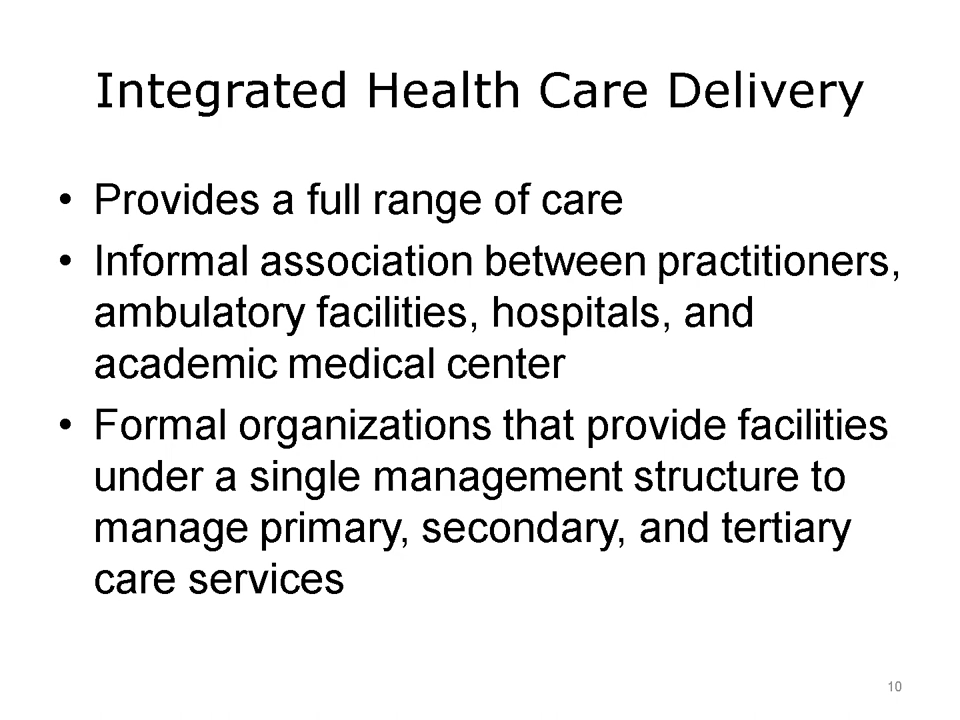 Integrated Health Care Delivery
• Provides a full range of care
• Informal association between practitioners,
ambulatory facilities, hospitals, and
academic medical center
• Formal organizations that provide facilities
under a single management structure to
manage primary, secondary, and tertiary
care services
10